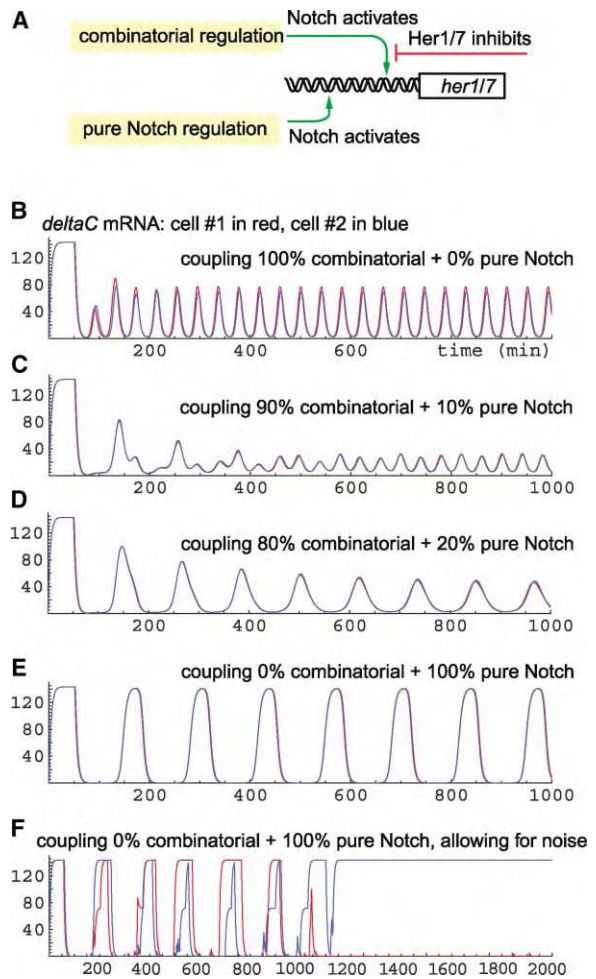 A
Notch activates
combinatorial regulation
Her1/7 inhibits
her1/7
pure Notch regulation
Notch activates
B
deltaC mRNA: cell #1 in red, cell #2 in blue
coupling 100% combinatorial + 0% pure Notch
120
80
40
200 400 600 time (min) 1000
C
coupling 90% combinatorial + 10% pure Notch
120
80
40
200 400 600 800 1000
D
coupling 80% combinatorial + 20% pure Notch
120
80
40
200 400 600 800 1000
E
coupling 0% combinatorial + 100% pure Notch
120
80
40
200 400 600 800 1000
F
coupling 0% combinatorial + 100% pure Notch, allowing for noise
120
80
40
200 400 600 800 1000 1200 1400 1600 1800 2000